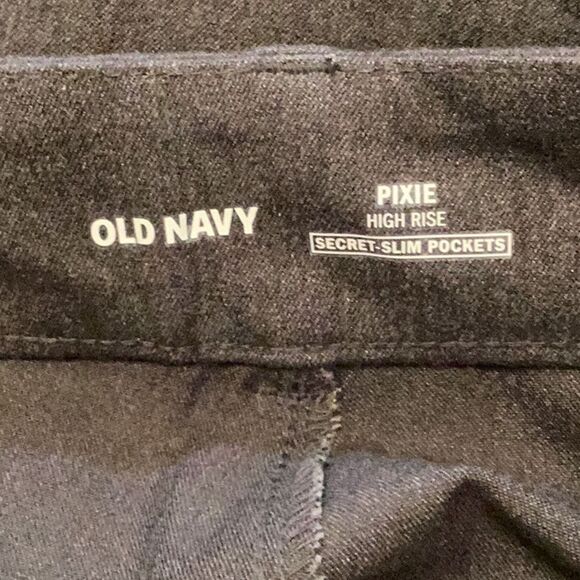 OLD NAVY
PIXIE
HIGH RISE
SECRET-SLIM POCKETS